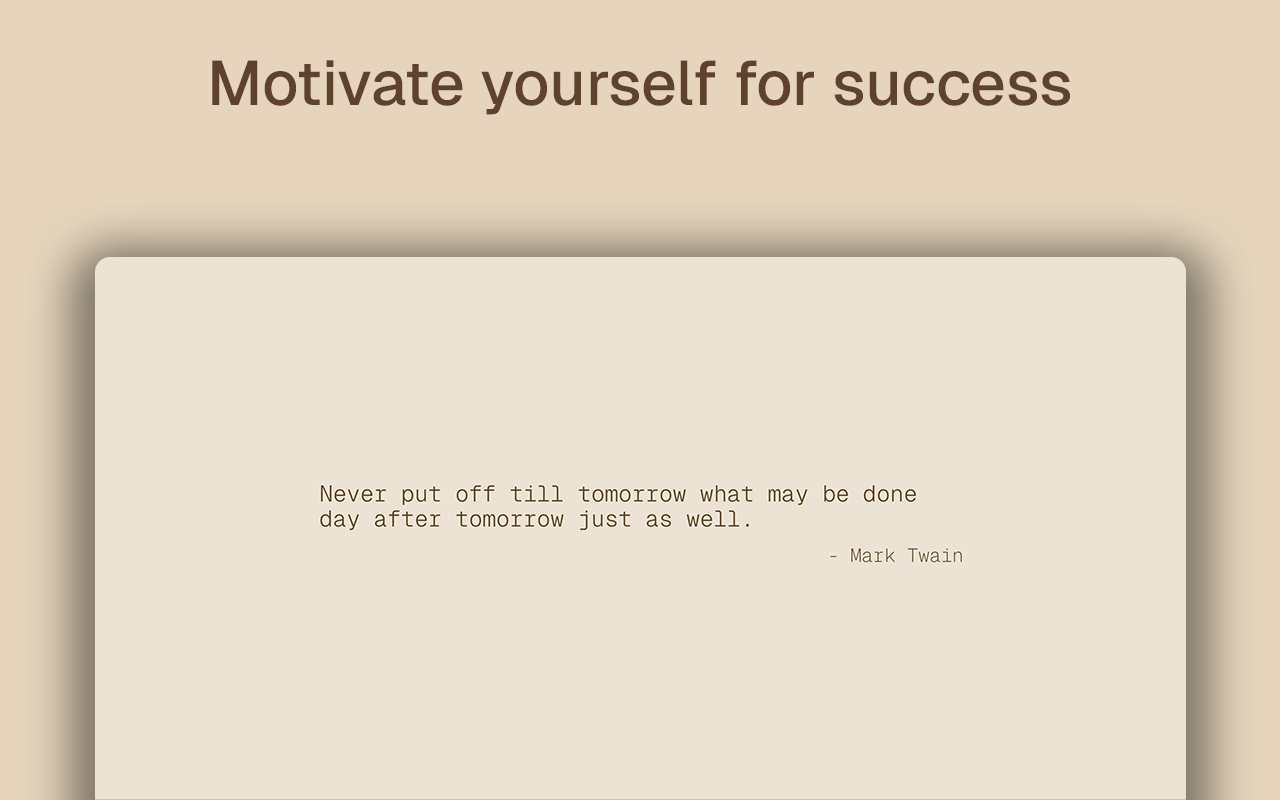 Motivate yourself for success
Never put off till tomorrow what may be done
day after tomorrow just as well.
- Mark Twain